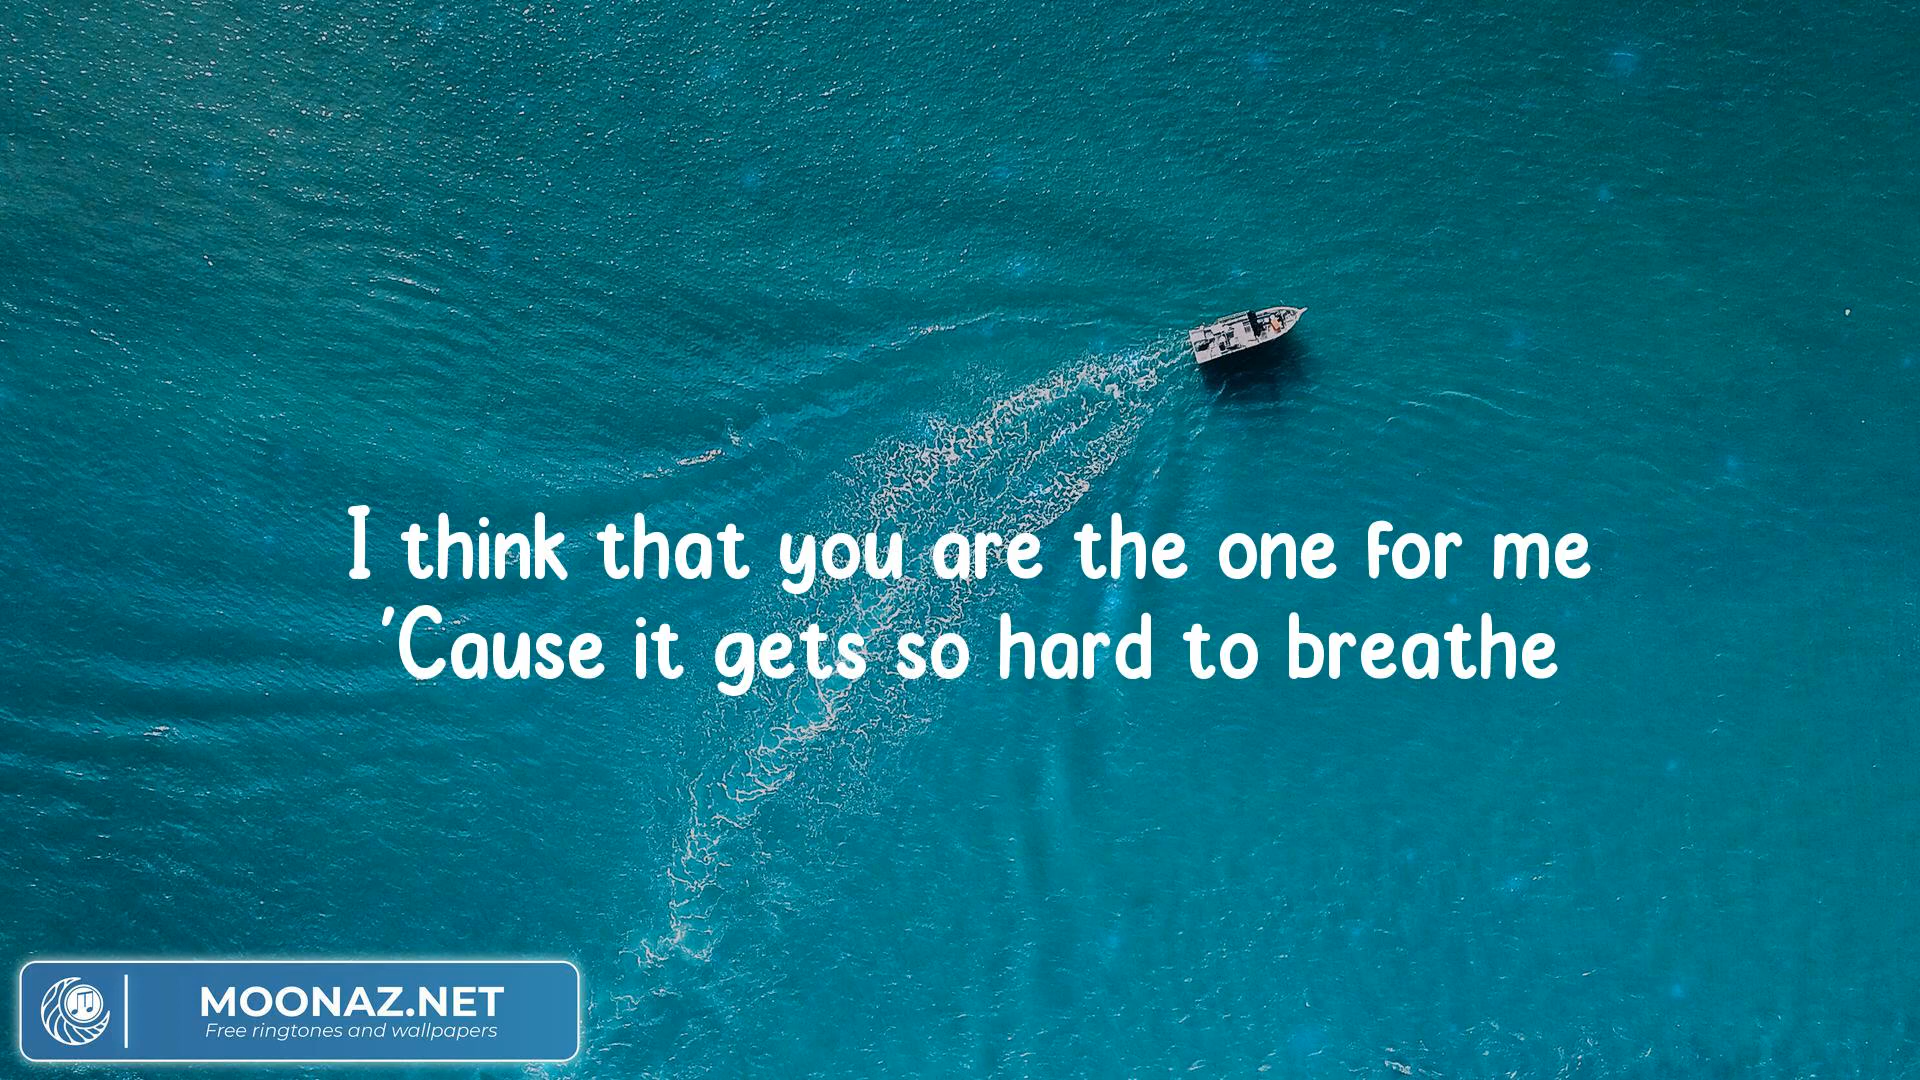 I think that you are the one for me
'Cause it gets so hard to breathe
MOONAZ.NET
Free ringtones and wallpapers